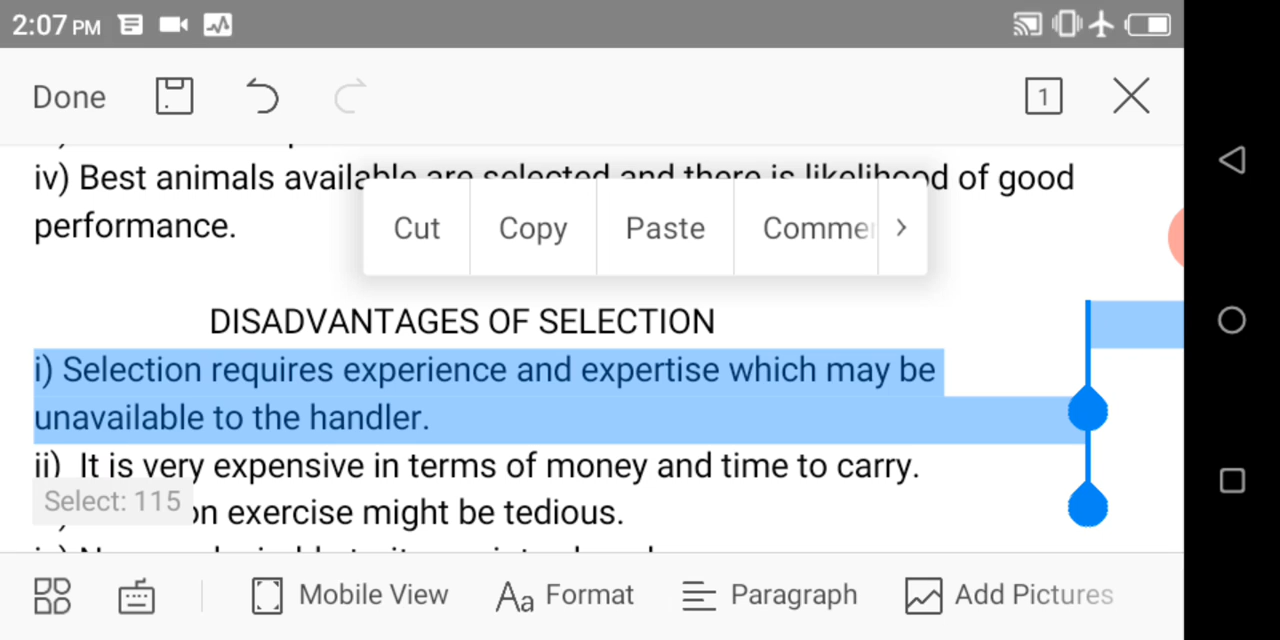 2:07 PM
Done
1
iv) Best animals available are selected and there is likelihood of good
performance.
Cut Copy Paste Comme
DISADVANTAGES OF SELECTION
i) Selection requires experience and expertise which may be
unavailable to the handler.
ii) It is very expensive in terms of money and time to carry.
Select: 115
on exercise might be tedious.
Mobile View Format Paragraph Add Pictures